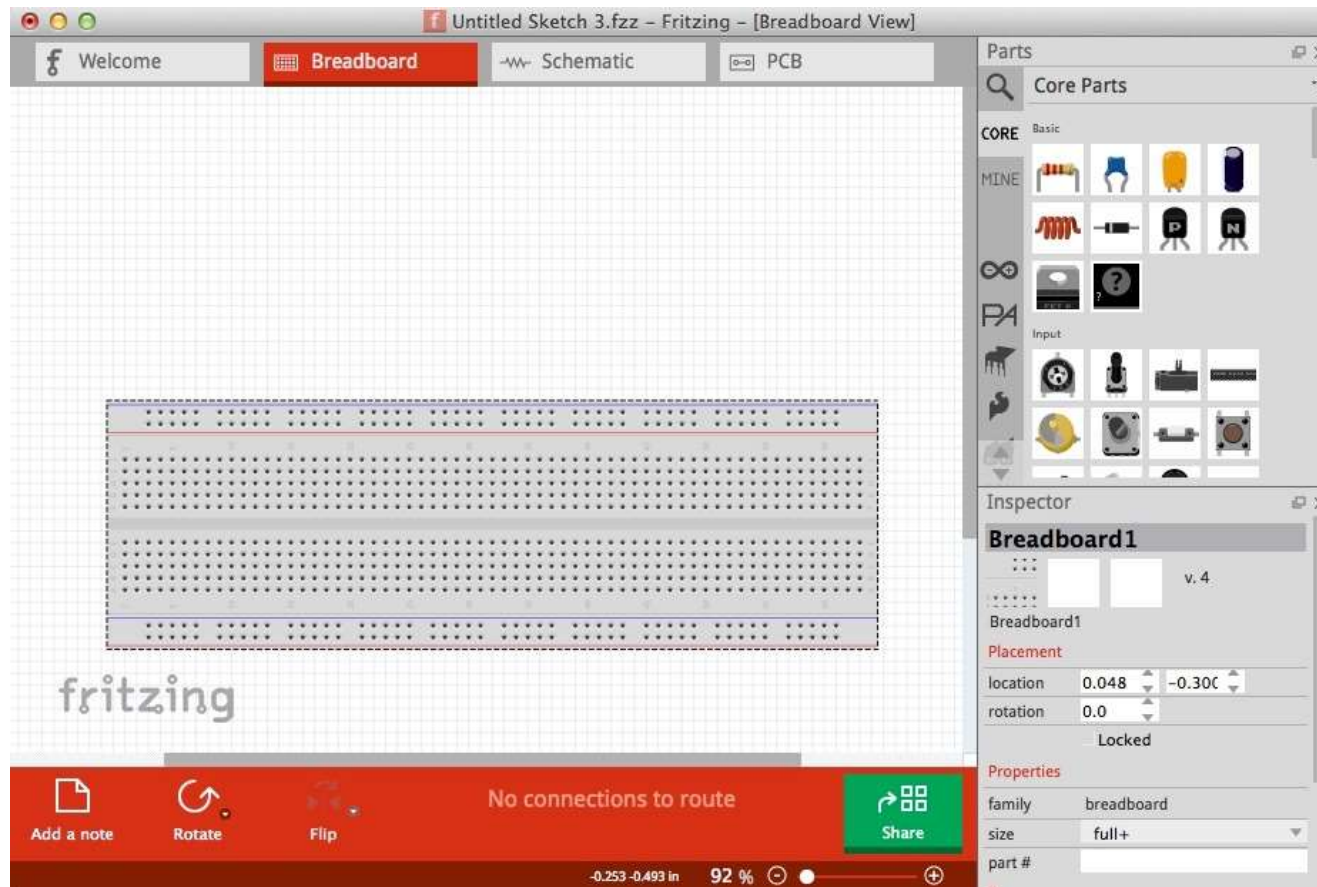 Untitled Sketch 3.fzz – Fritzing – [Breadboard View]
Welcome
Breadboard
Schematic
PCB
Parts
Core Parts
CORE
Basic
MINE
P
N
?
?
PA
Input
Inspector
Breadboard1
v. 4
Breadboard1
Placement
location 0.048 -0.30
rotation 0.0
Locked
Properties
family breadboard
size full+
part #
fritzing
No connections to route
Add a note
Rotate
Flip
Share
-0.253 -0.493 in
92 %